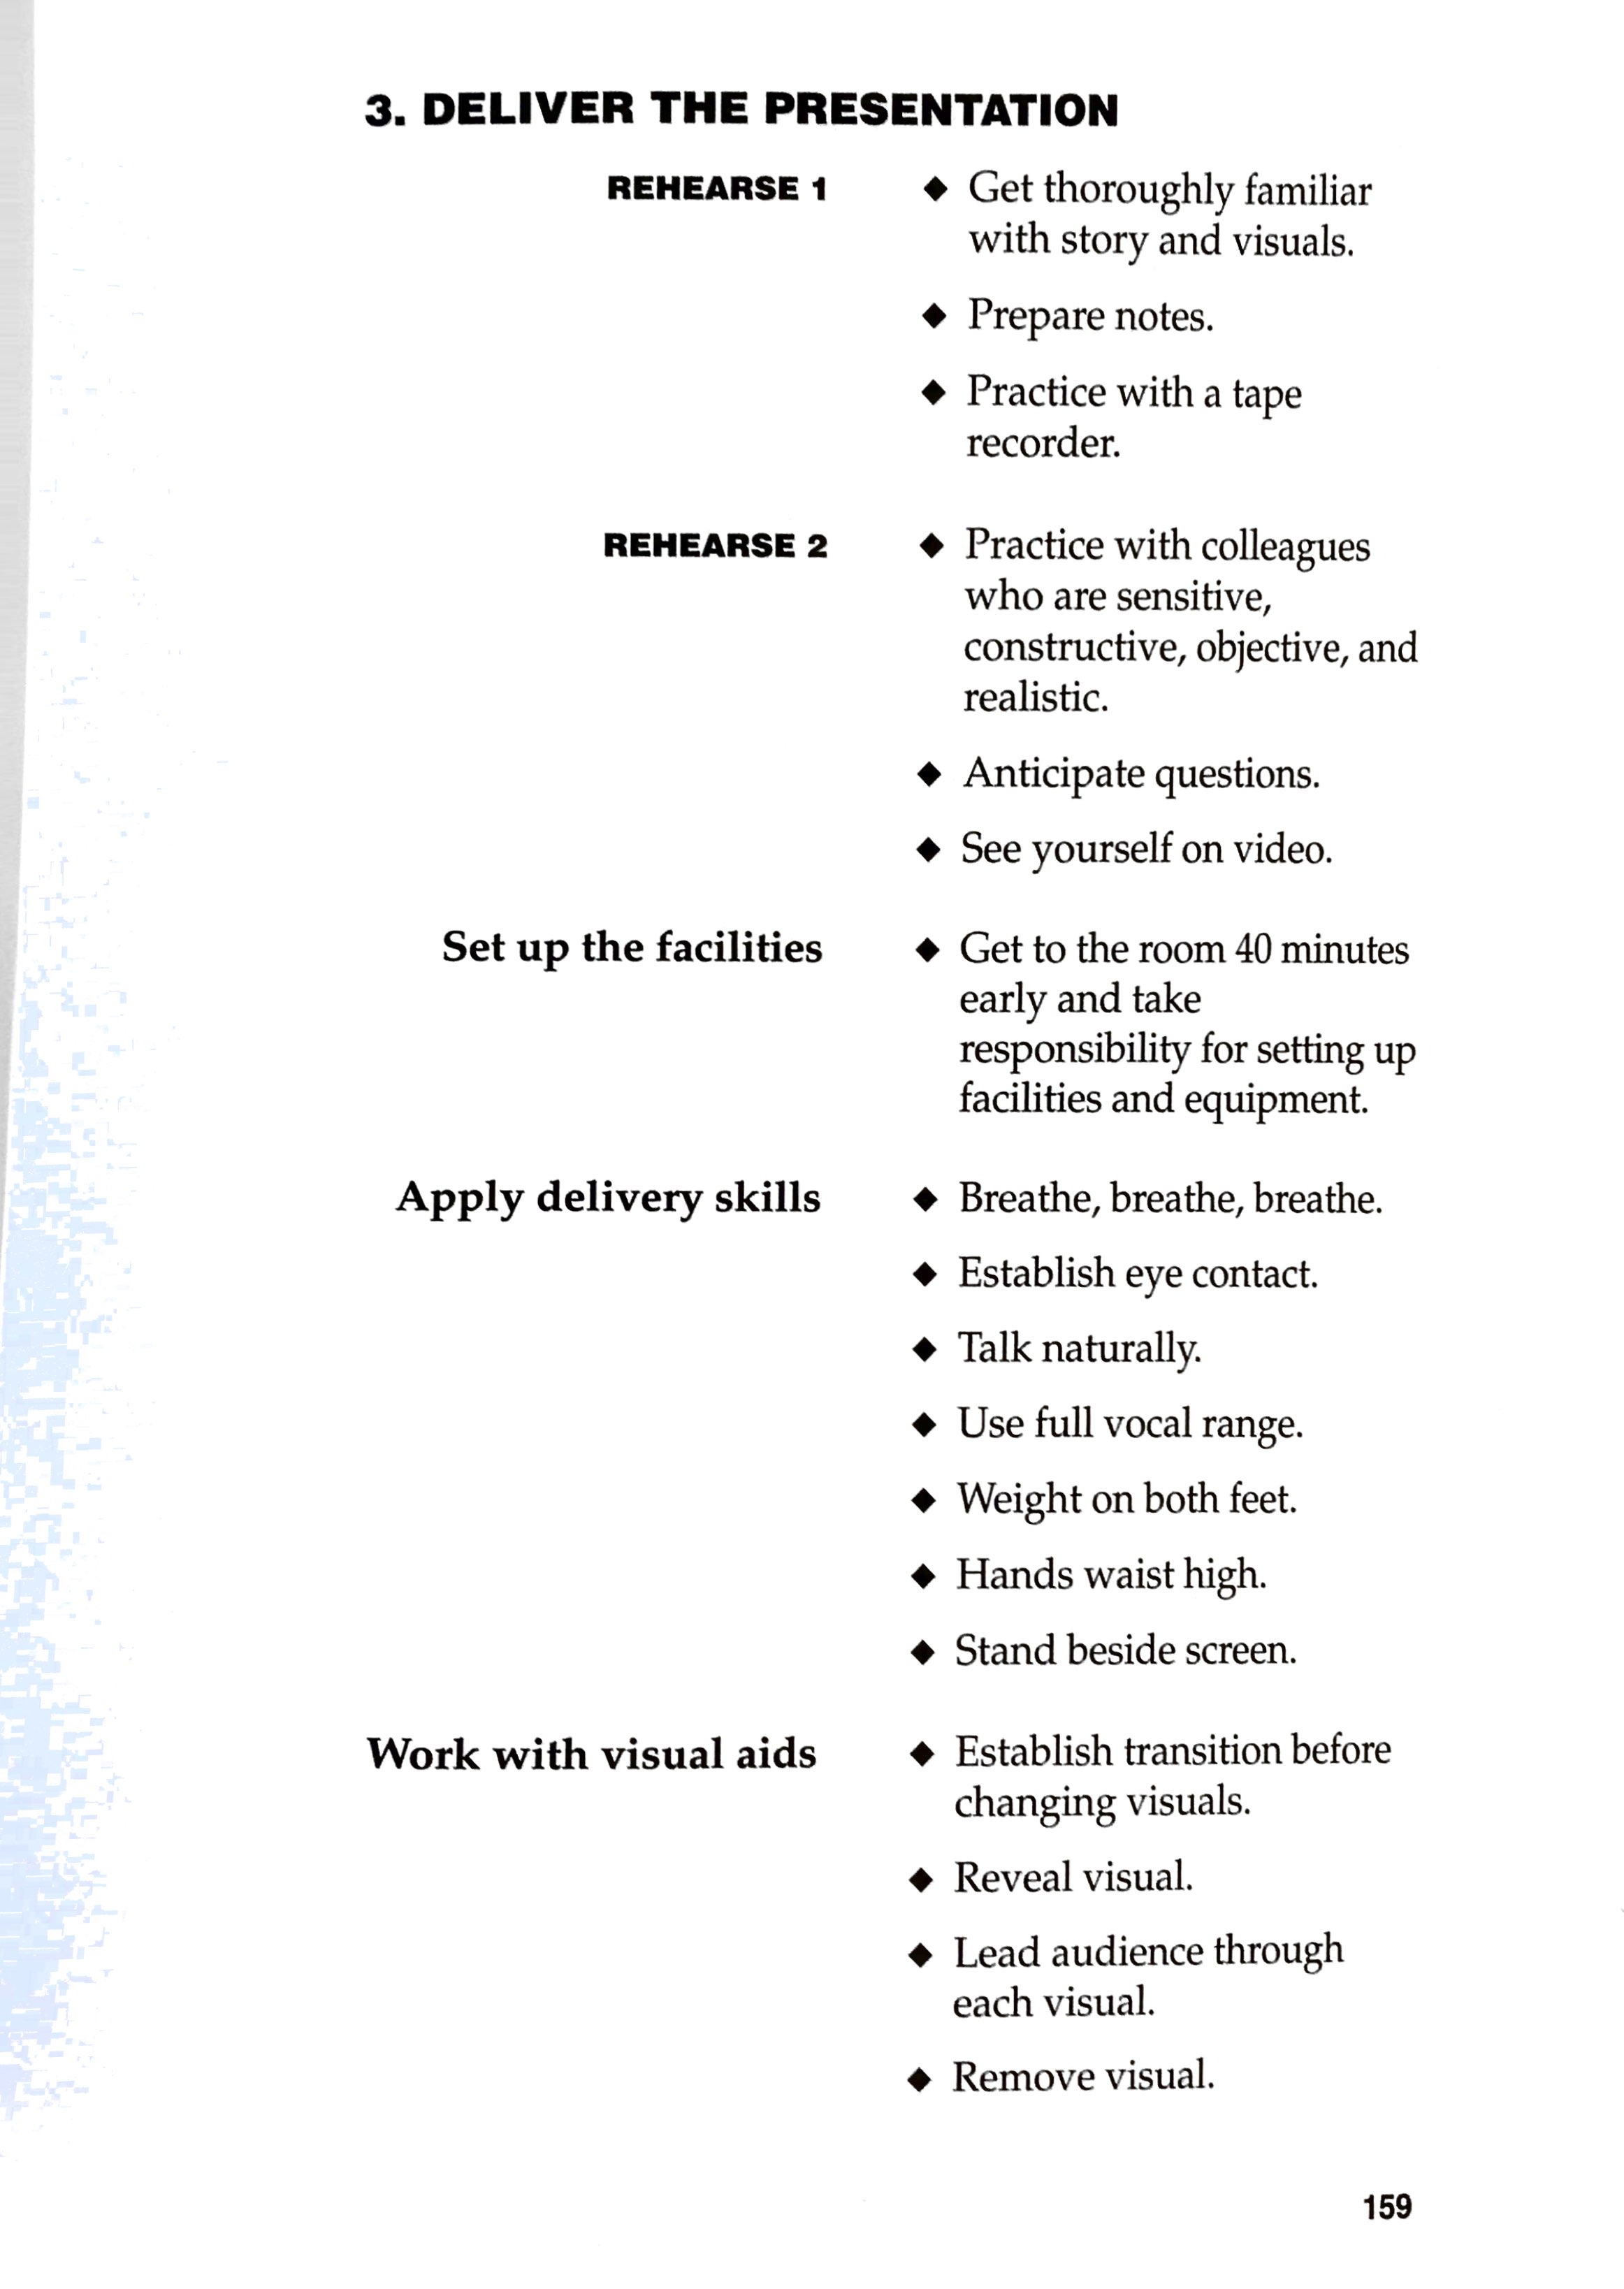 3. DELIVER THE PRESENTATION
REHEARSE 1
◆ Get thoroughly familiar
with story and visuals.
◆ Prepare notes.
◆ Practice with a tape
recorder.
REHEARSE 2
◆ Practice with colleagues
who are sensitive,
constructive, objective, and
realistic.
◆ Anticipate questions.
◆ See yourself on video.
Set up the facilities
◆ Get to the room 40 minutes
early and take
responsibility for setting up
facilities and equipment.
Apply delivery skills
◆ Breathe, breathe, breathe.
◆ Establish eye contact.
◆ Talk naturally.
◆ Use full vocal range.
◆ Weight on both feet.
◆ Hands waist high.
◆ Stand beside screen.
Work with visual aids
◆ Establish transition before
changing visuals.
◆ Reveal visual.
◆ Lead audience through
each visual.
◆ Remove visual.
159